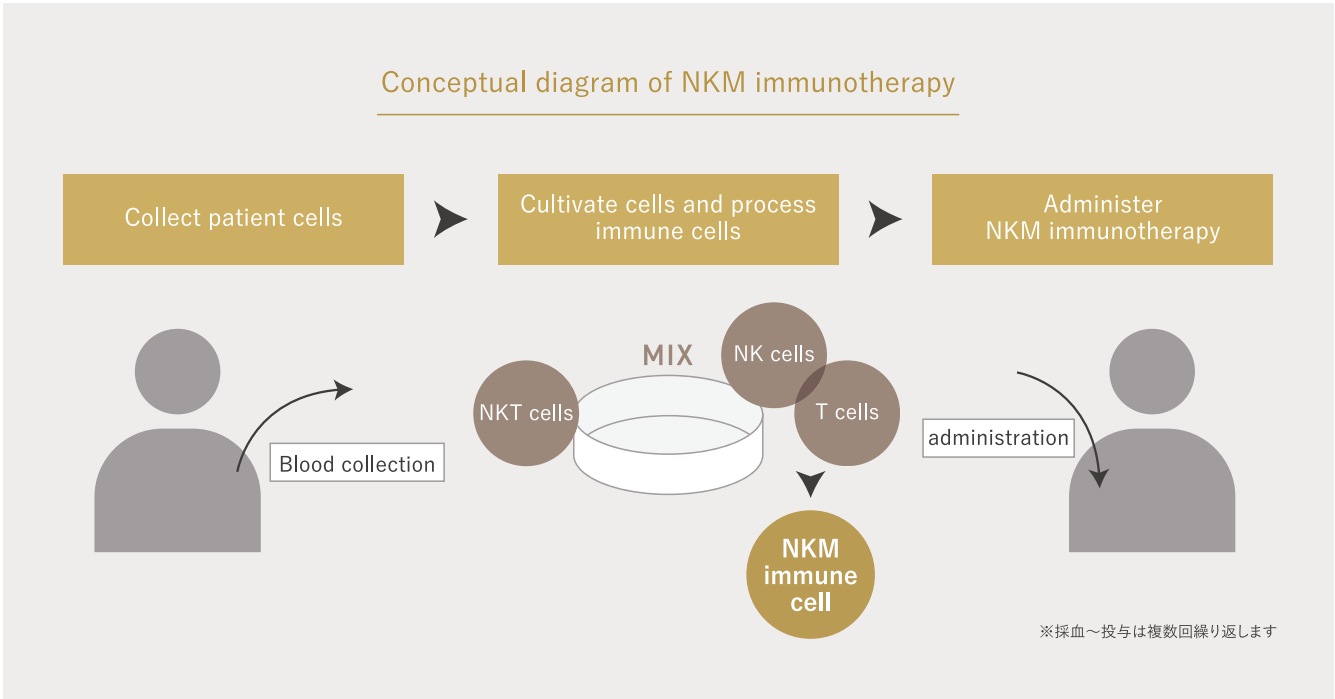 Conceptual diagram of NKM immunotherapy
Collect patient cells
Cultivate cells and process
immune cells
Administer
NKM immunotherapy
Blood collection
NKT cells
MIX
NK cells
T cells
NKM
immune
cell
administration
※採血～投与は複数回繰り返します